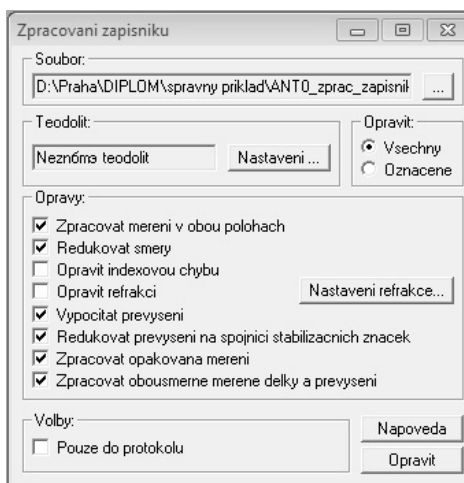 Zpracovani zapisniku
Soubor:
D:\Praha\DIPLOM\spravny priklad\ANT0_zprac_zapisnik
...
Teodolit:
Neznбmэ teodolit
Nastaveni ...
Opravit:
Vsechny
Oznacene
Opravy:
Zpracovat mereni v obou polohach
Redukovat smery
Opravit indexovou chybu
Opravit refrakci
Nastaveni refrakce...
Vypocitat prevyseni
Redukovat prevyseni na spojnici stabilizacnich znacek
Zpracovat opakovana mereni
Zpracovat obousmerne merene delky a prevyseni
Volby:
Pouze do protokolu
Napoveda
Opravit